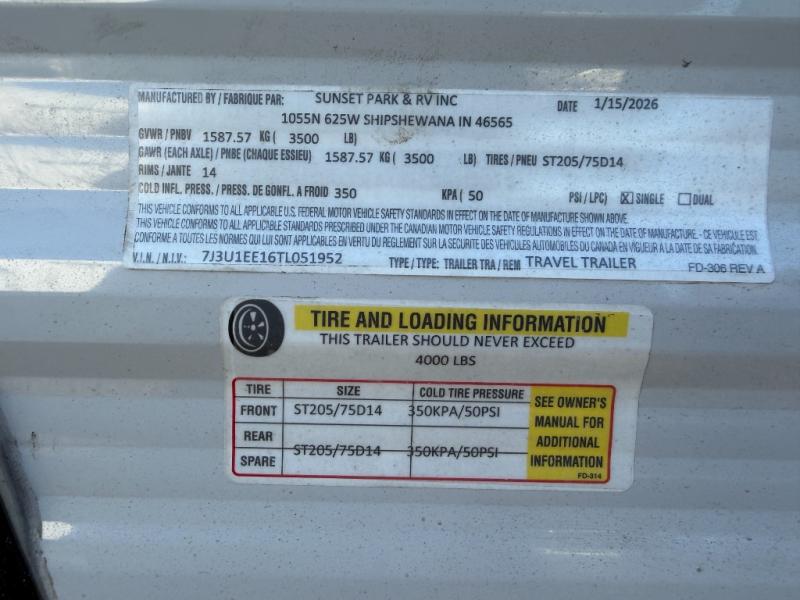 MANUFACTURED BY / FABRIQUE PAR: SUNSET PARK & RV INC DATE 1/15/2026
1055N 625W SHIPSHEWANA IN 46565
GVWR / PNBV 1587.57 KG ( 3500 LB)
GAWR (EACH AXLE) / PNBE (CHAQUE ESSIEU) 1587.57 KG ( 3500 LB) TIRES / PNEU ST205/75D14
RIMS / JANTE 14
COLD INFL. PRESS. / PRESS. DE GONFL. A FROID 350 KPA ( 50 PSI / LPC) X SINGLE DUAL
THIS VEHICLE CONFORMS TO ALL APPLICABLE U.S. FEDERAL MOTOR VEHICLE SAFETY STANDARDS IN EFFECT ON THE DATE OF MANUFACTURE SHOWN ABOVE.
THIS VEHICLE CONFORMS TO ALL APPLICABLE STANDARDS PRESCRIBED UNDER THE CANADIAN MOTOR VEHICLE SAFETY REGULATIONS IN EFFECT ON THE DATE OF MANUFACTURE. - CE VEHICULE EST
CONFORME A TOUTES LES NORMES QUI LUI SONT APPLICABLES EN VERTU DU REGLEMENT SUR LA SECURITE DES VEHICULES AUTOMOBILES DU CANADA EN VIGUEUR A LA DATE DE SA FABRICATION.
V.I.N. / N.I.V.: 7J3U1EE16TL051952 TYPE / TYPE: TRAILER TRA / REM TRAVEL TRAILER FD-306 REV A
TIRE AND LOADING INFORMATION
THIS TRAILER SHOULD NEVER EXCEED
4000 LBS
TIRE SIZE COLD TIRE PRESSURE
FRONT ST205/75D14 350KPA/50PSI
REAR
SPARE ST205/75D14 350KPA/50PSI
SEE OWNER'S
MANUAL FOR
ADDITIONAL
INFORMATION
FD-314